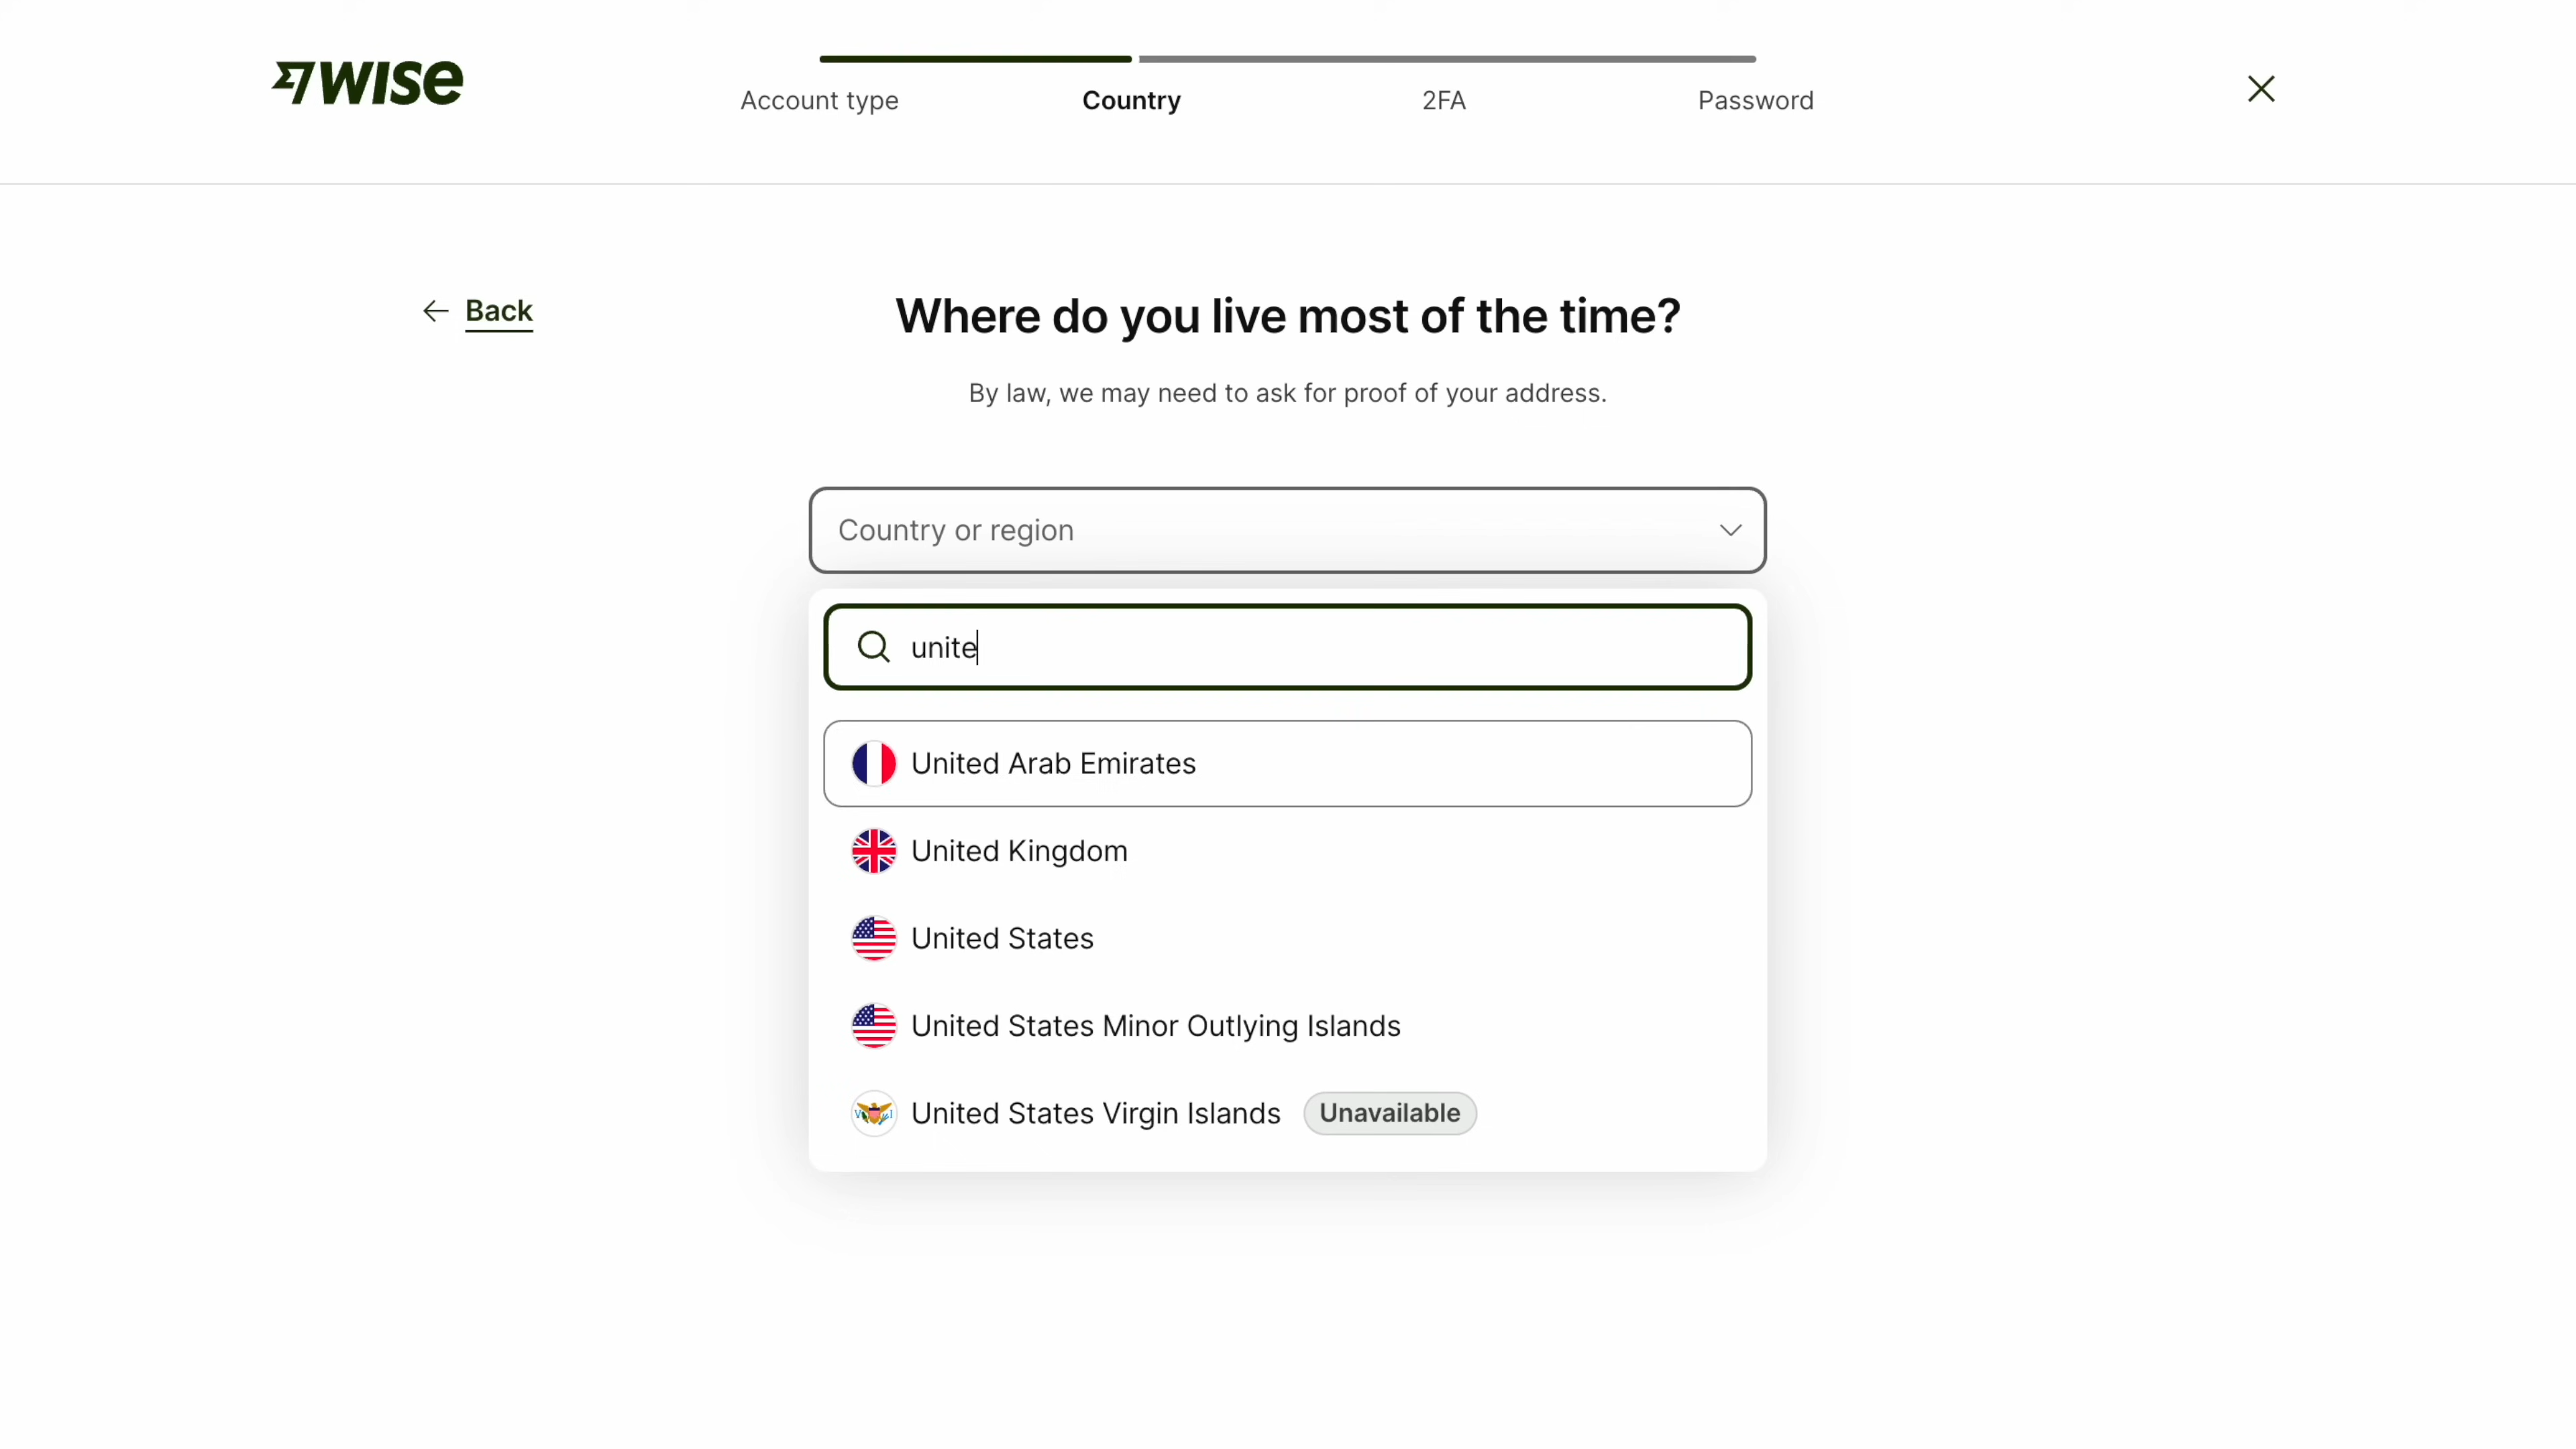 WISE
Account type
Country
2FA
Password
Back
Where do you live most of the time?
By law, we may need to ask for proof of your address.
Country or region
unite
United Arab Emirates
United Kingdom
United States
United States Minor Outlying Islands
United States Virgin Islands Unavailable